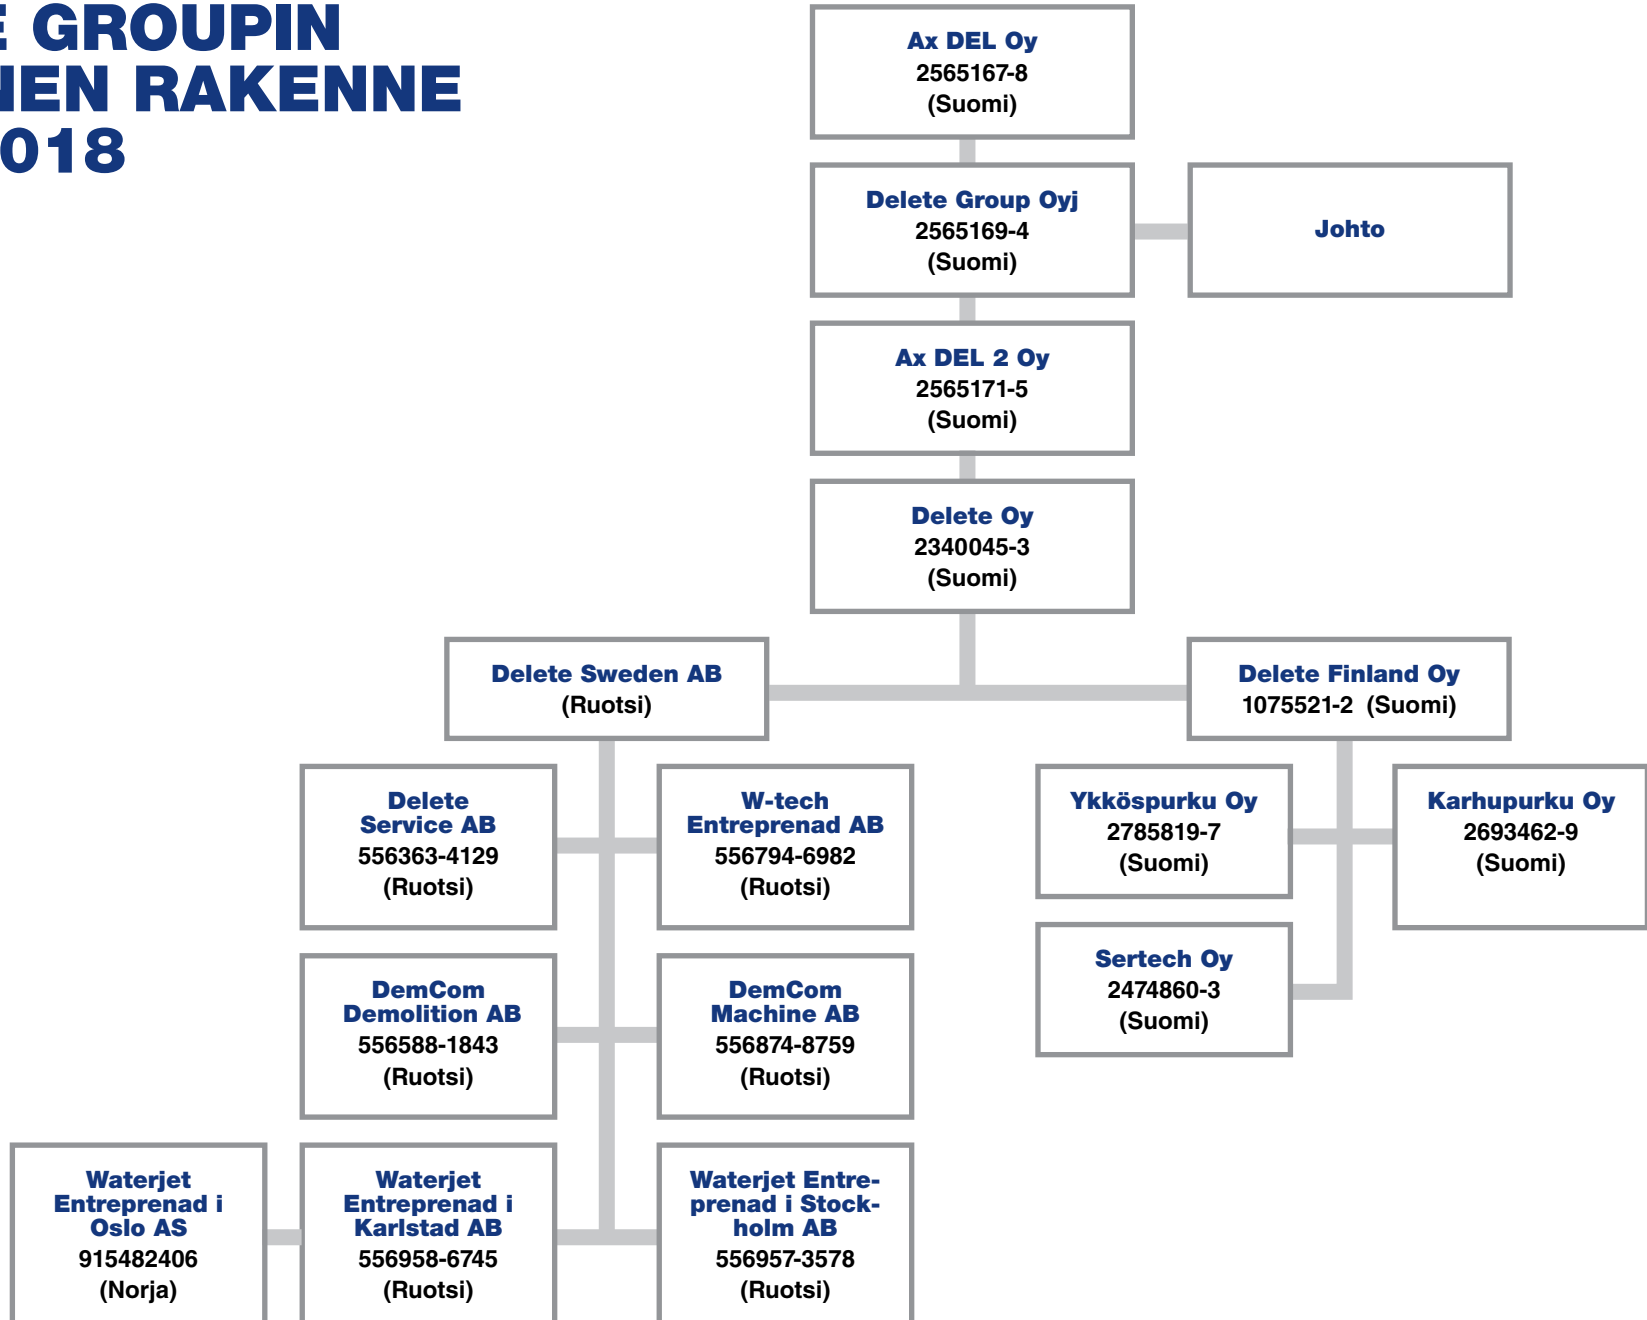 E GROUPIN
NEN RAKENNE
018
Ax DEL Oy
2565167-8
(Suomi)
Delete Group Oyj
2565169-4
(Suomi)
Johto
Ax DEL 2 Oy
2565171-5
(Suomi)
Delete Oy
2340045-3
(Suomi)
Delete Sweden AB
(Ruotsi)
Delete Finland Oy
1075521-2 (Suomi)
Delete
Service AB
556363-4129
(Ruotsi)
W-tech
Entreprenad AB
556794-6982
(Ruotsi)
Ykköspurku Oy
2785819-7
(Suomi)
Karhupurku Oy
2693462-9
(Suomi)
DemCom
Demolition AB
556588-1843
(Ruotsi)
DemCom
Machine AB
556874-8759
(Ruotsi)
Sertech Oy
2474860-3
(Suomi)
Waterjet
Entreprenad i
Oslo AS
915482406
(Norja)
Waterjet
Entreprenad i
Karlstad AB
556958-6745
(Ruotsi)
Waterjet Entre-
prenad i Stock-
holm AB
556957-3578
(Ruotsi)